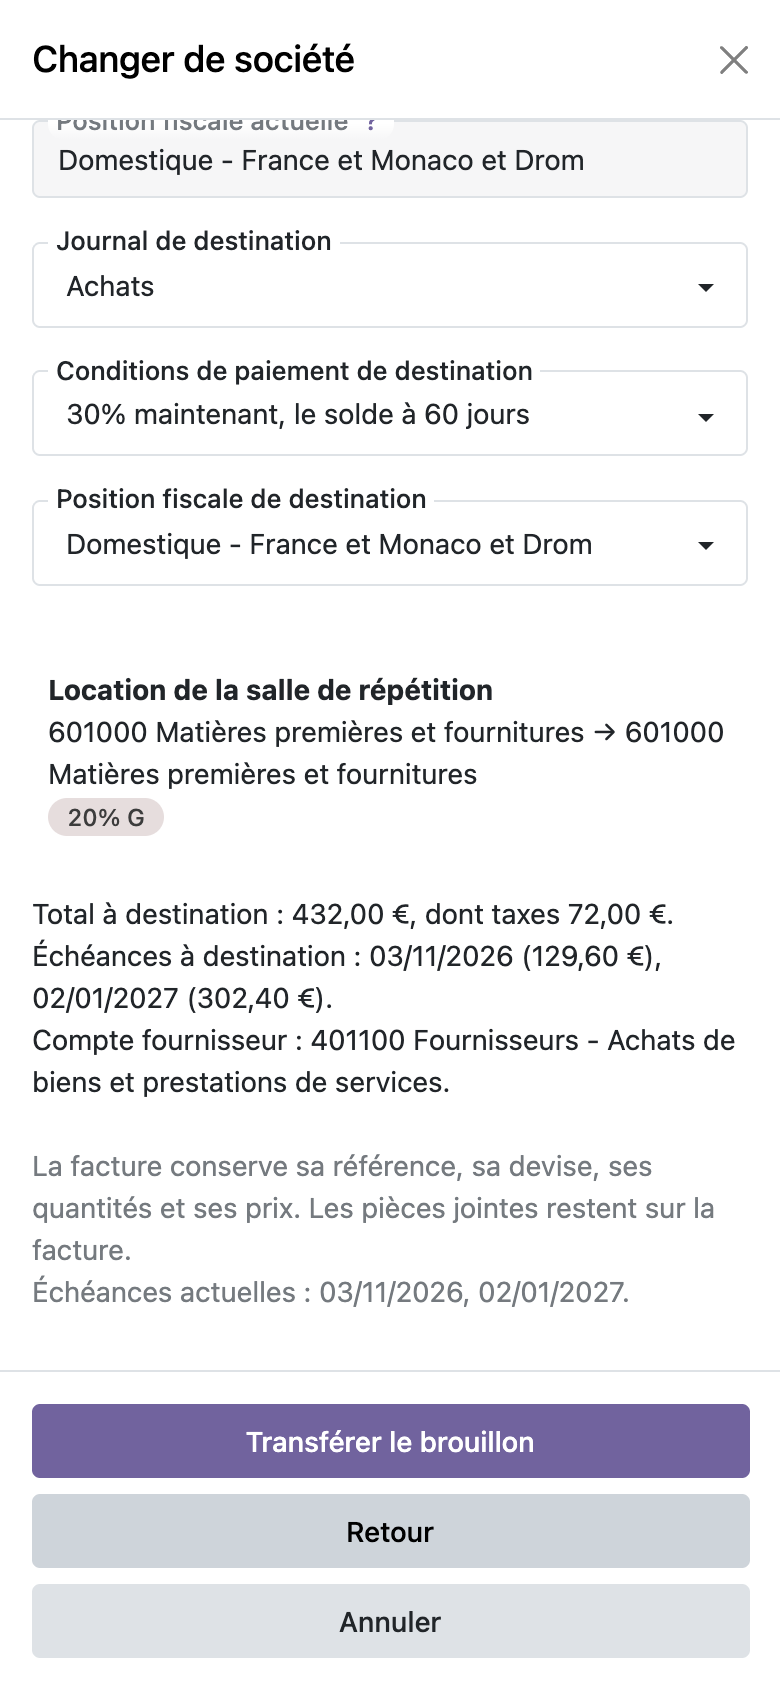 Changer de société
Position fiscale actuelle ?
Domestique - France et Monaco et Drom
Journal de destination
Achats
Conditions de paiement de destination
30% maintenant, le solde à 60 jours
Position fiscale de destination
Domestique - France et Monaco et Drom
Location de la salle de répétition
601000 Matières premières et fournitures → 601000
Matières premières et fournitures
20% G
Total à destination : 432,00 €, dont taxes 72,00 €.
Échéances à destination : 03/11/2026 (129,60 €),
02/01/2027 (302,40 €).
Compte fournisseur : 401100 Fournisseurs - Achats de
biens et prestations de services.
La facture conserve sa référence, sa devise, ses
quantités et ses prix. Les pièces jointes restent sur la
facture.
Échéances actuelles : 03/11/2026, 02/01/2027.
Transférer le brouillon
Retour
Annuler